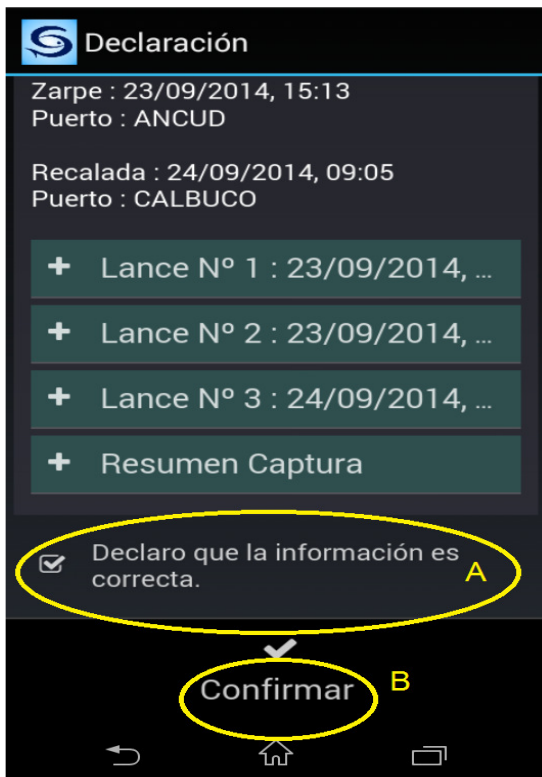 Declaración
Zarpe : 23/09/2014, 15:13
Puerto : ANCUD
Recalada : 24/09/2014, 09:05
Puerto : CALBUCO
+ Lance Nº 1 : 23/09/2014, ...
+ Lance Nº 2 : 23/09/2014, ...
+ Lance Nº 3 : 24/09/2014, ...
+ Resumen Captura
Declaro que la información es
correcta.
A
Confirmar
B